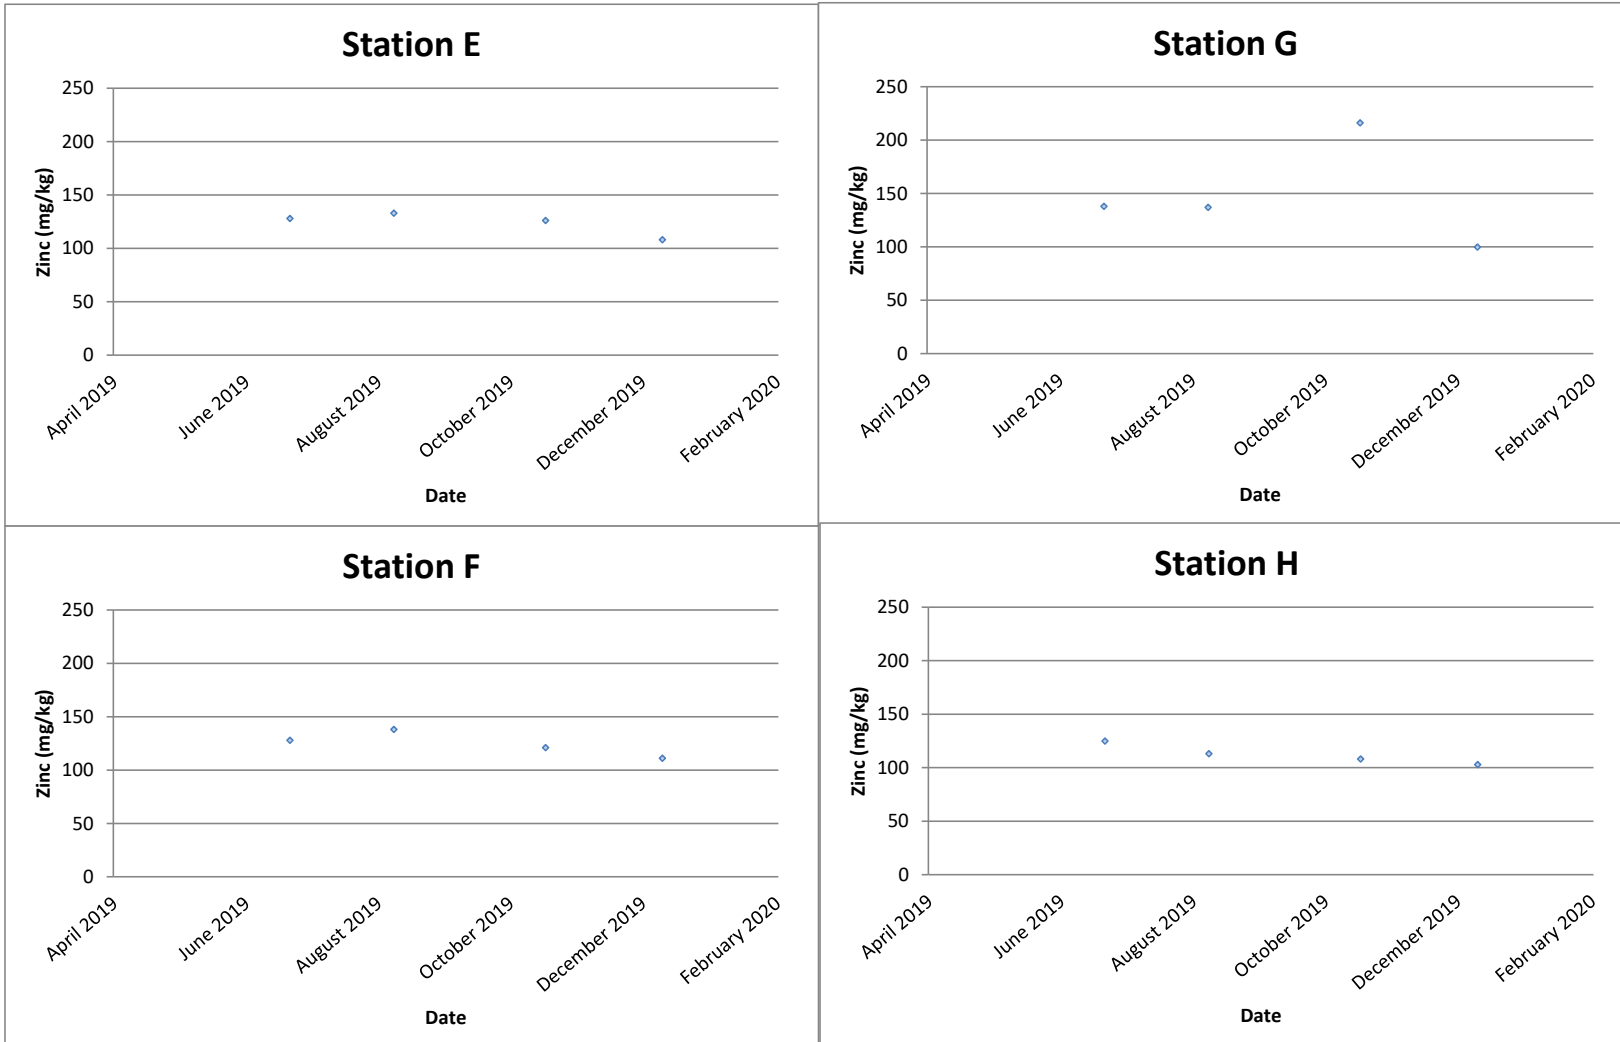 Station E
250
200
150
100
50
0
Zinc (mg/kg)
April 2019
June 2019
August 2019
October 2019
December 2019
February 2020
Date
Station G
250
200
150
100
50
0
Zinc (mg/kg)
April 2019
June 2019
August 2019
October 2019
December 2019
February 2020
Date
Station F
250
200
150
100
50
0
Zinc (mg/kg)
April 2019
June 2019
August 2019
October 2019
December 2019
February 2020
Date
Station H
250
200
150
100
50
0
Zinc (mg/kg)
April 2019
June 2019
August 2019
October 2019
December 2019
February 2020
Date